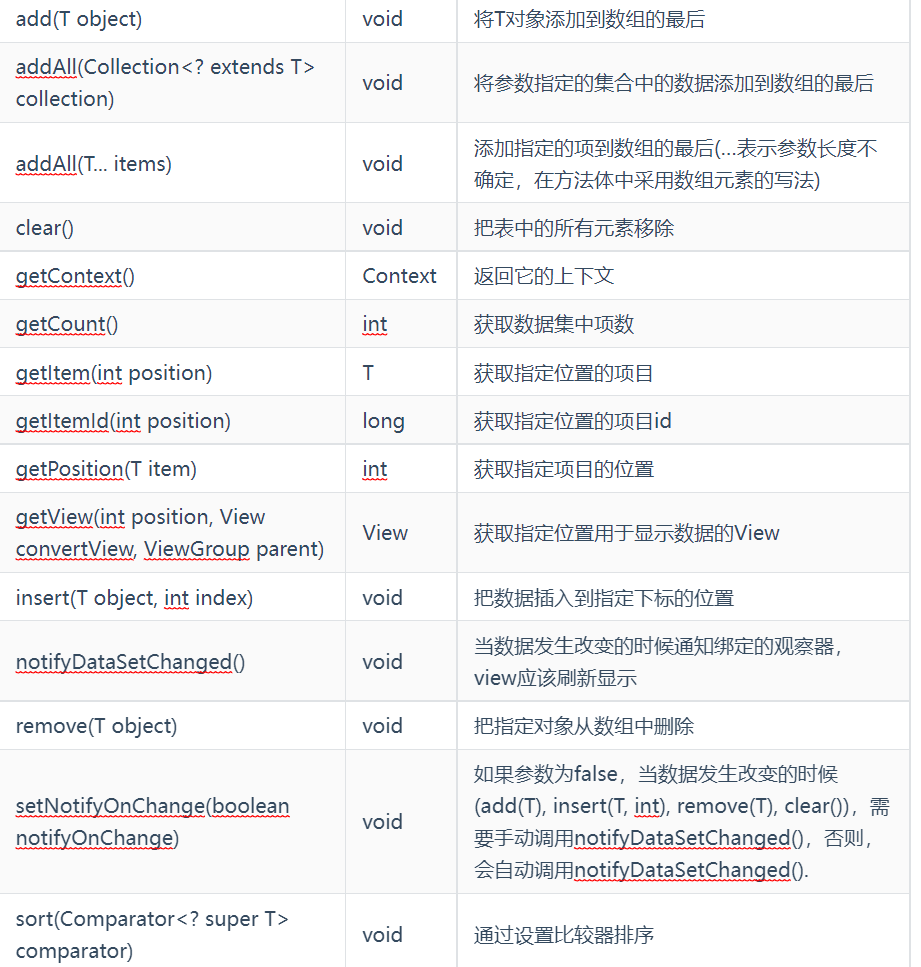 add(T object) void 将T对象添加到数组的最后
addAll(Collection<? extends T>
collection)
void
将参数指定的集合中的数据添加到数组的最后
addAll(T... items)
void
添加指定的项到数组的最后(...表示参数长度不
确定，在方法体中采用数组元素的写法)
clear() void 把表中的所有元素移除
getContext() Context 返回它的上下文
getCount() int 获取数据集中项数
getItem(int position) T 获取指定位置的项目
getItemId(int position) long 获取指定位置的项目id
getPosition(T item) int 获取指定项目的位置
getView(int position, View
convertView, ViewGroup parent)
View
获取指定位置用于显示数据的View
insert(T object, int index) void 把数据插入到指定下标的位置
notifyDataSetChanged()
void
当数据发生改变的时候通知绑定的观察器，
view应该刷新显示
remove(T object) void 把指定对象从数组中删除
setNotifyOnChange(boolean
notifyOnChange)
void
如果参数为false，当数据发生改变的时候
(add(T), insert(T, int), remove(T), clear())，需
要手动调用notifyDataSetChanged()，否则，
会自动调用notifyDataSetChanged().
sort(Comparator<? super T>
comparator)
void
通过设置比较器排序